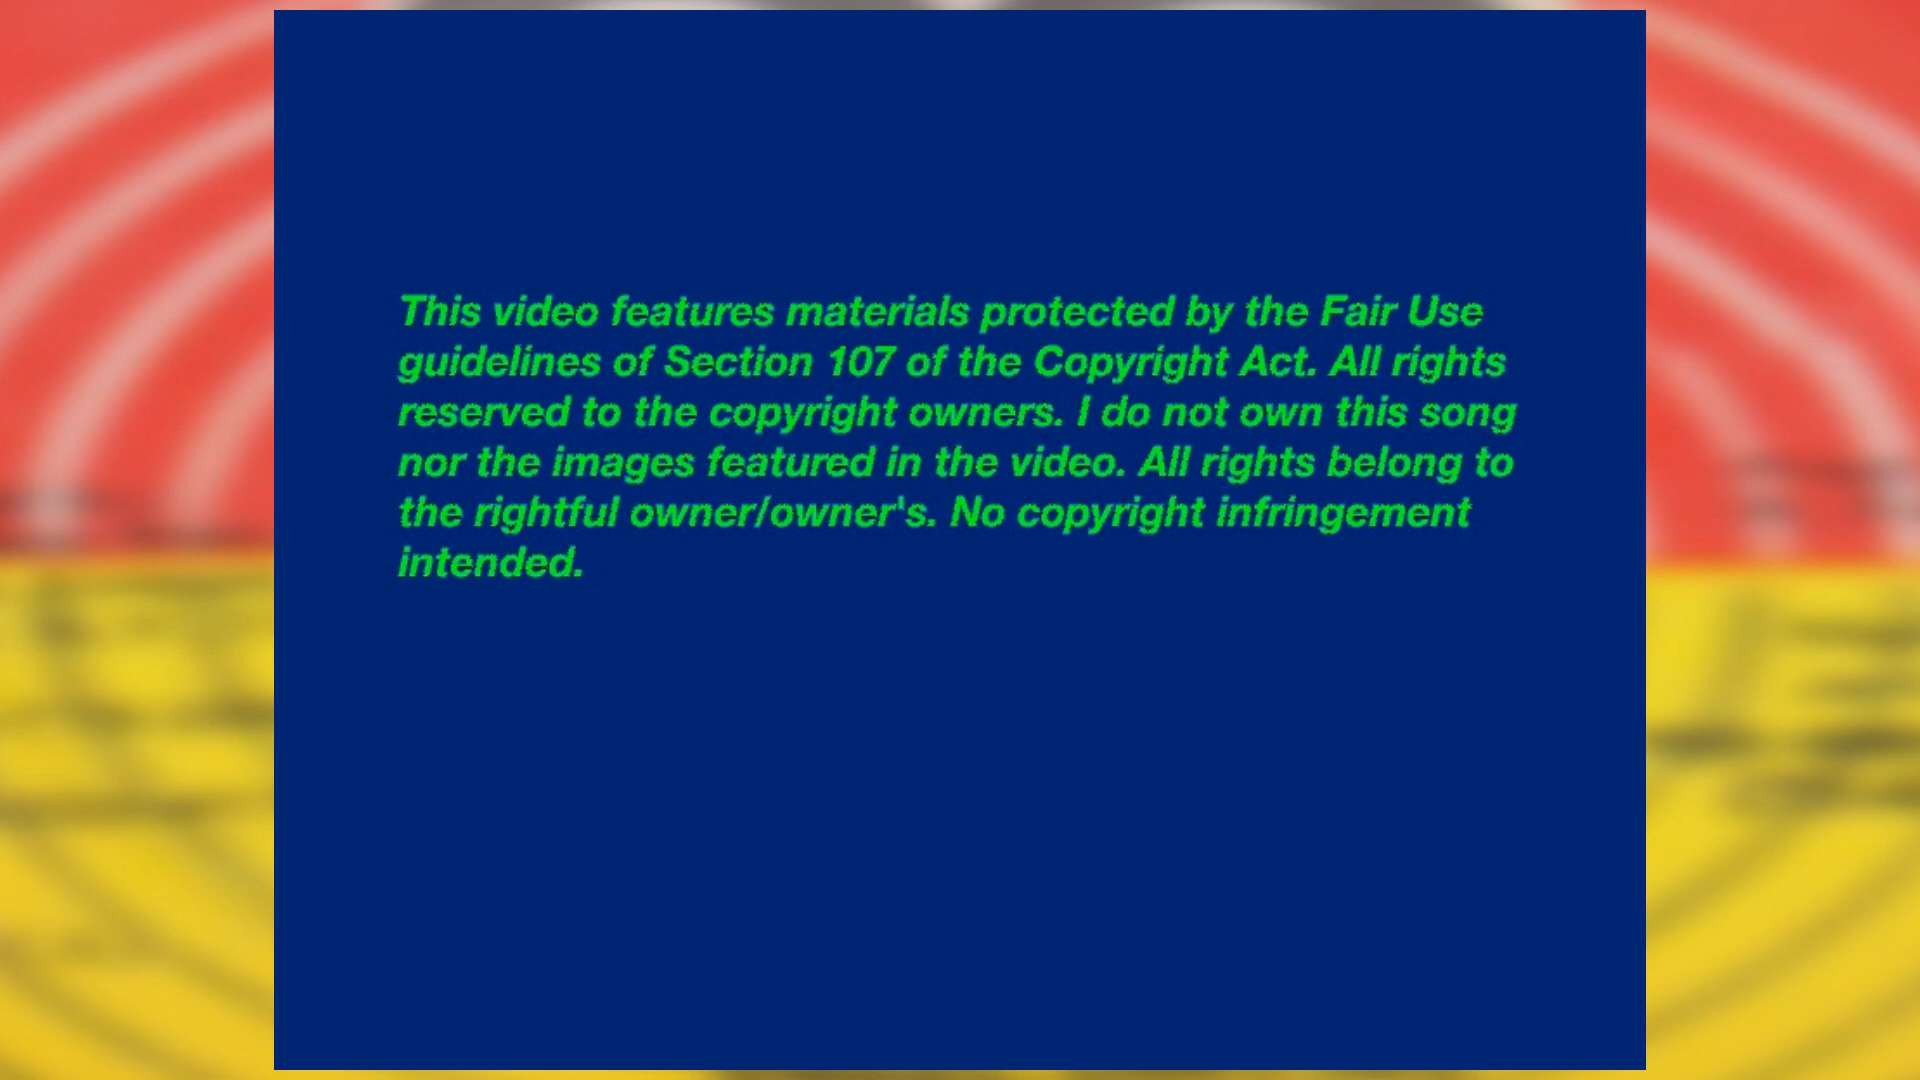 This video features materials protected by the Fair Use
guidelines of Section 107 of the Copyright Act. All rights
reserved to the copyright owners. I do not own this song
nor the images featured in the video. All rights belong to
the rightful owner/owner's. No copyright infringement
intended.